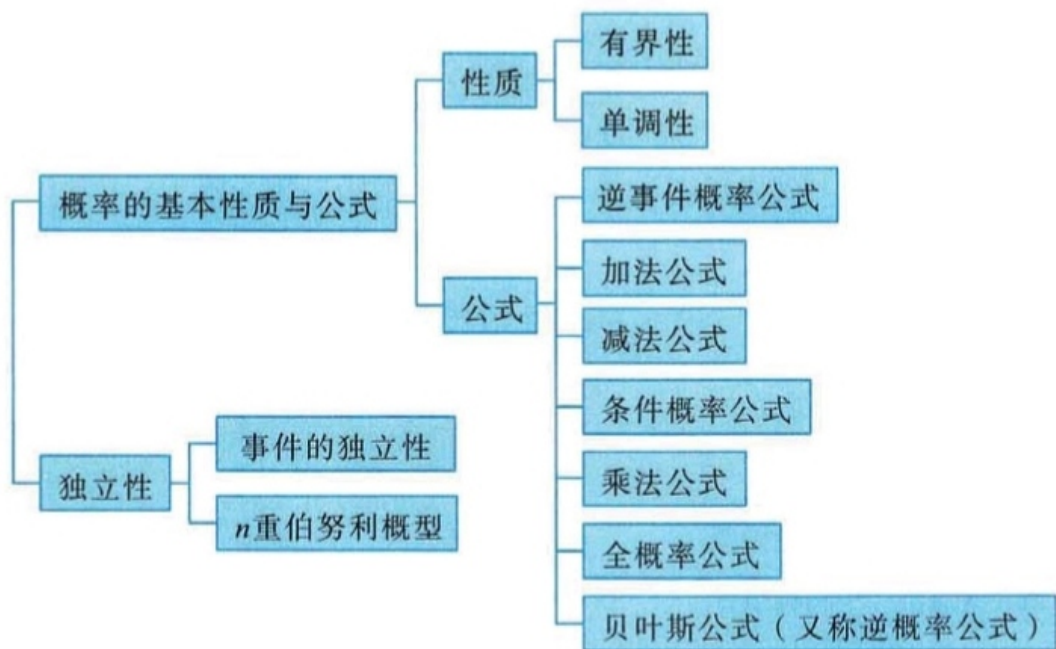 概率的基本性质与公式
性质
有界性
单调性
公式
逆事件概率公式
加法公式
减法公式
条件概率公式
乘法公式
全概率公式
贝叶斯公式（又称逆概率公式）
独立性
事件的独立性
n重伯努利概型